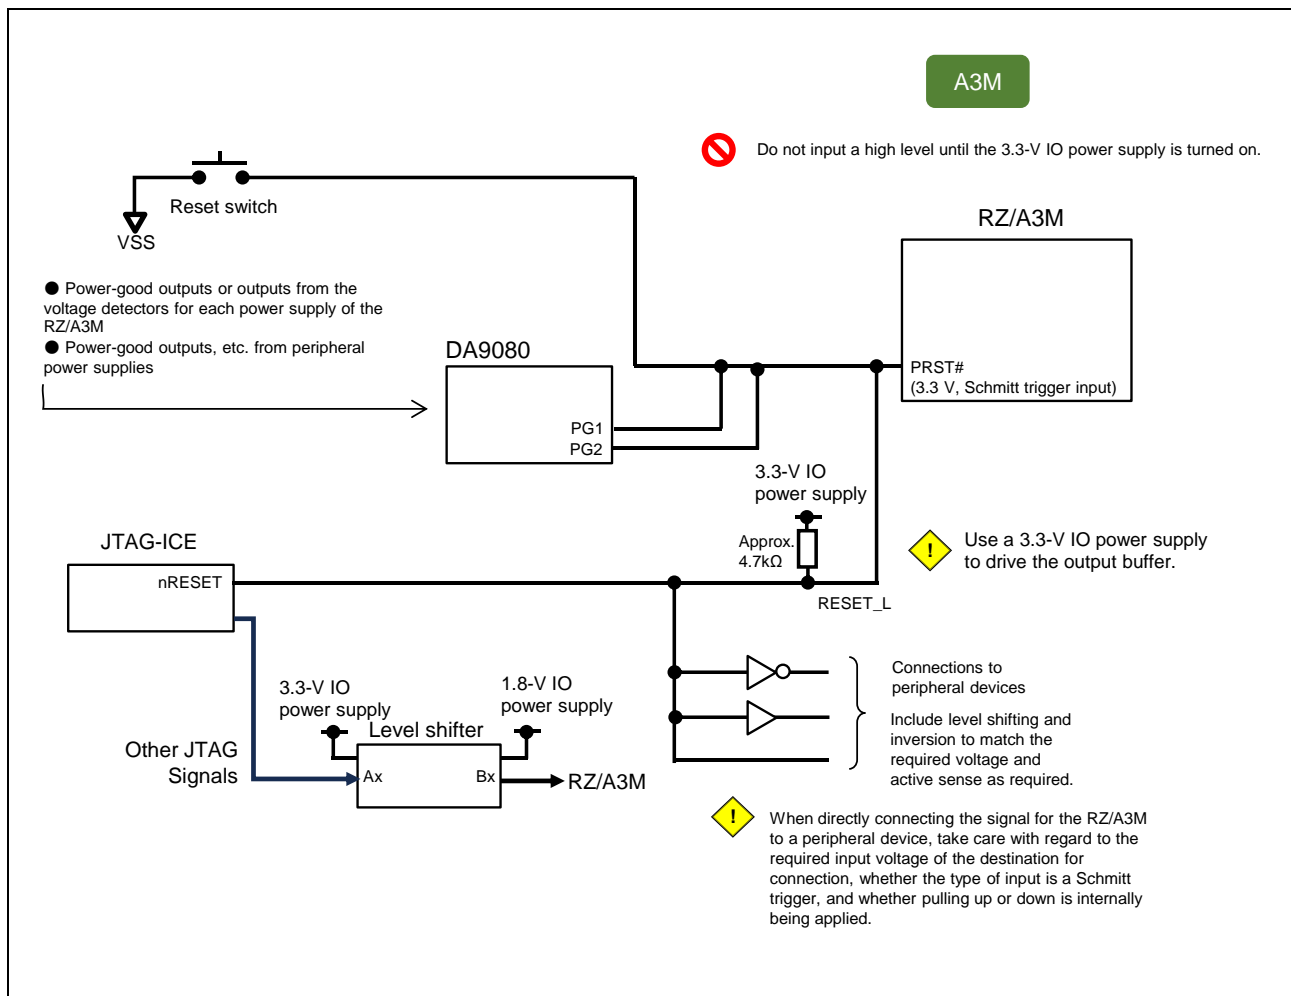 A3M
Do not input a high level until the 3.3-V IO power supply is turned on.
Reset switch
VSS
RZ/A3M
● Power-good outputs or outputs from the
voltage detectors for each power supply of the
RZ/A3M
● Power-good outputs, etc. from peripheral
power supplies
DA9080
PG1
PG2
PRST#
(3.3 V, Schmitt trigger input)
3.3-V IO
power supply
Approx.
4.7kΩ
! Use a 3.3-V IO power supply
to drive the output buffer.
JTAG-ICE
nRESET
RESET_L
3.3-V IO
power supply
1.8-V IO
power supply
Level shifter
Other JTAG
Signals
Ax
Bx
RZ/A3M
Connections to
peripheral devices
Include level shifting and
inversion to match the
required voltage and
active sense as required.
! When directly connecting the signal for the RZ/A3M
to a peripheral device, take care with regard to the
required input voltage of the destination for
connection, whether the type of input is a Schmitt
trigger, and whether pulling up or down is internally
being applied.